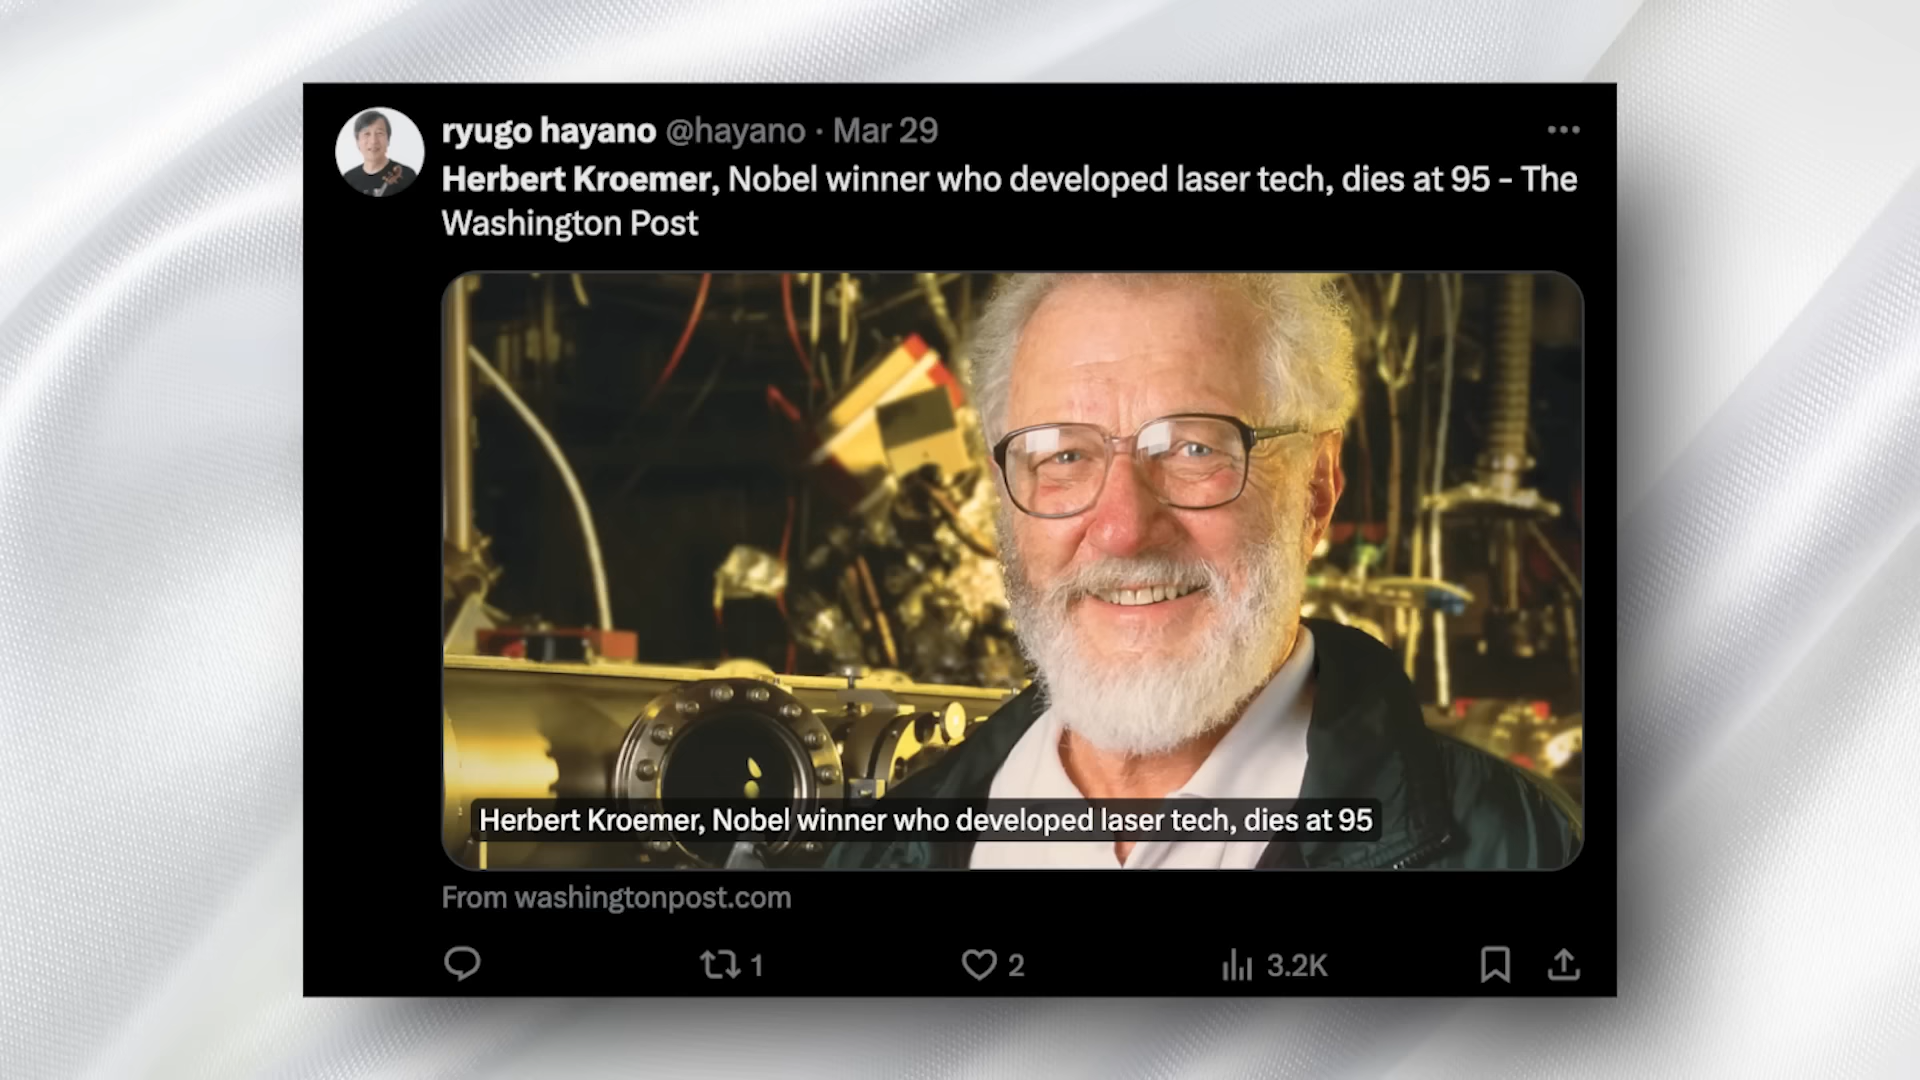 ryugo hayano @hayano · Mar 29
Herbert Kroemer, Nobel winner who developed laser tech, dies at 95 - The
Washington Post
Herbert Kroemer, Nobel winner who developed laser tech, dies at 95
From washingtonpost.com
1 2 3.2K